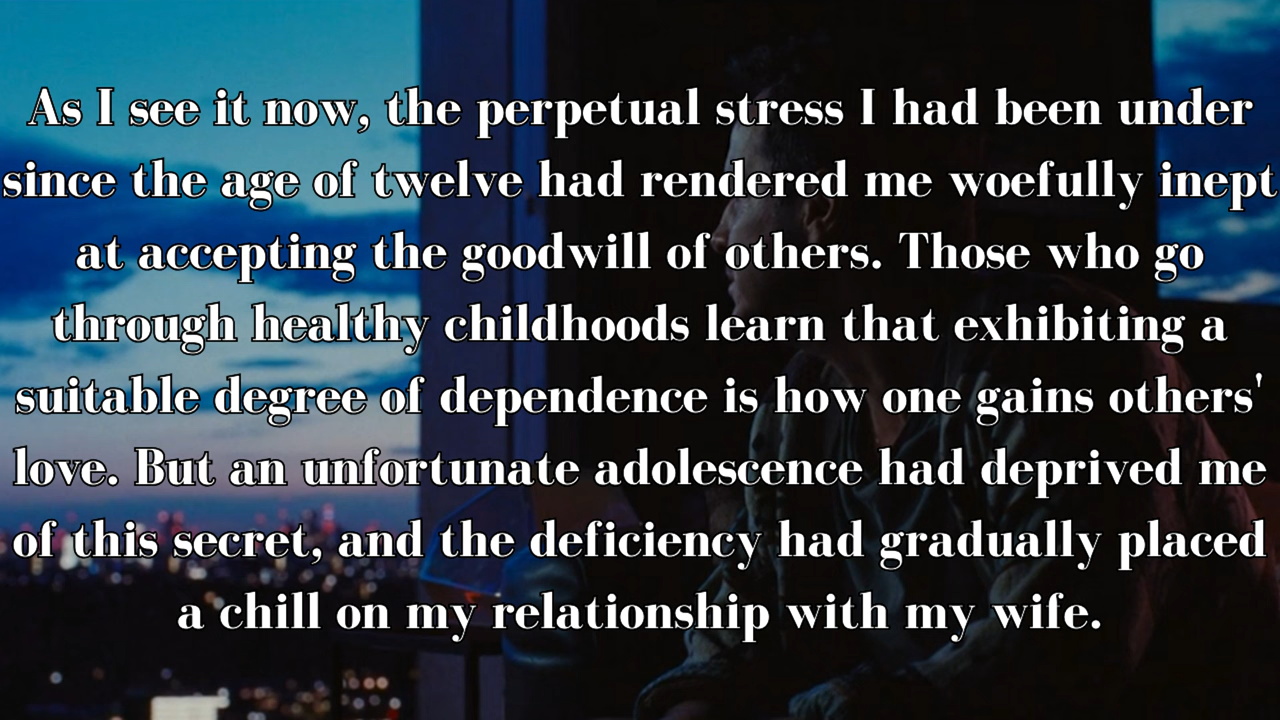 As I see it now, the perpetual stress I had been under
since the age of twelve had rendered me woefully inept
at accepting the goodwill of others. Those who go
through healthy childhoods learn that exhibiting a
suitable degree of dependence is how one gains others'
love. But an unfortunate adolescence had deprived me
of this secret, and the deficiency had gradually placed
a chill on my relationship with my wife.